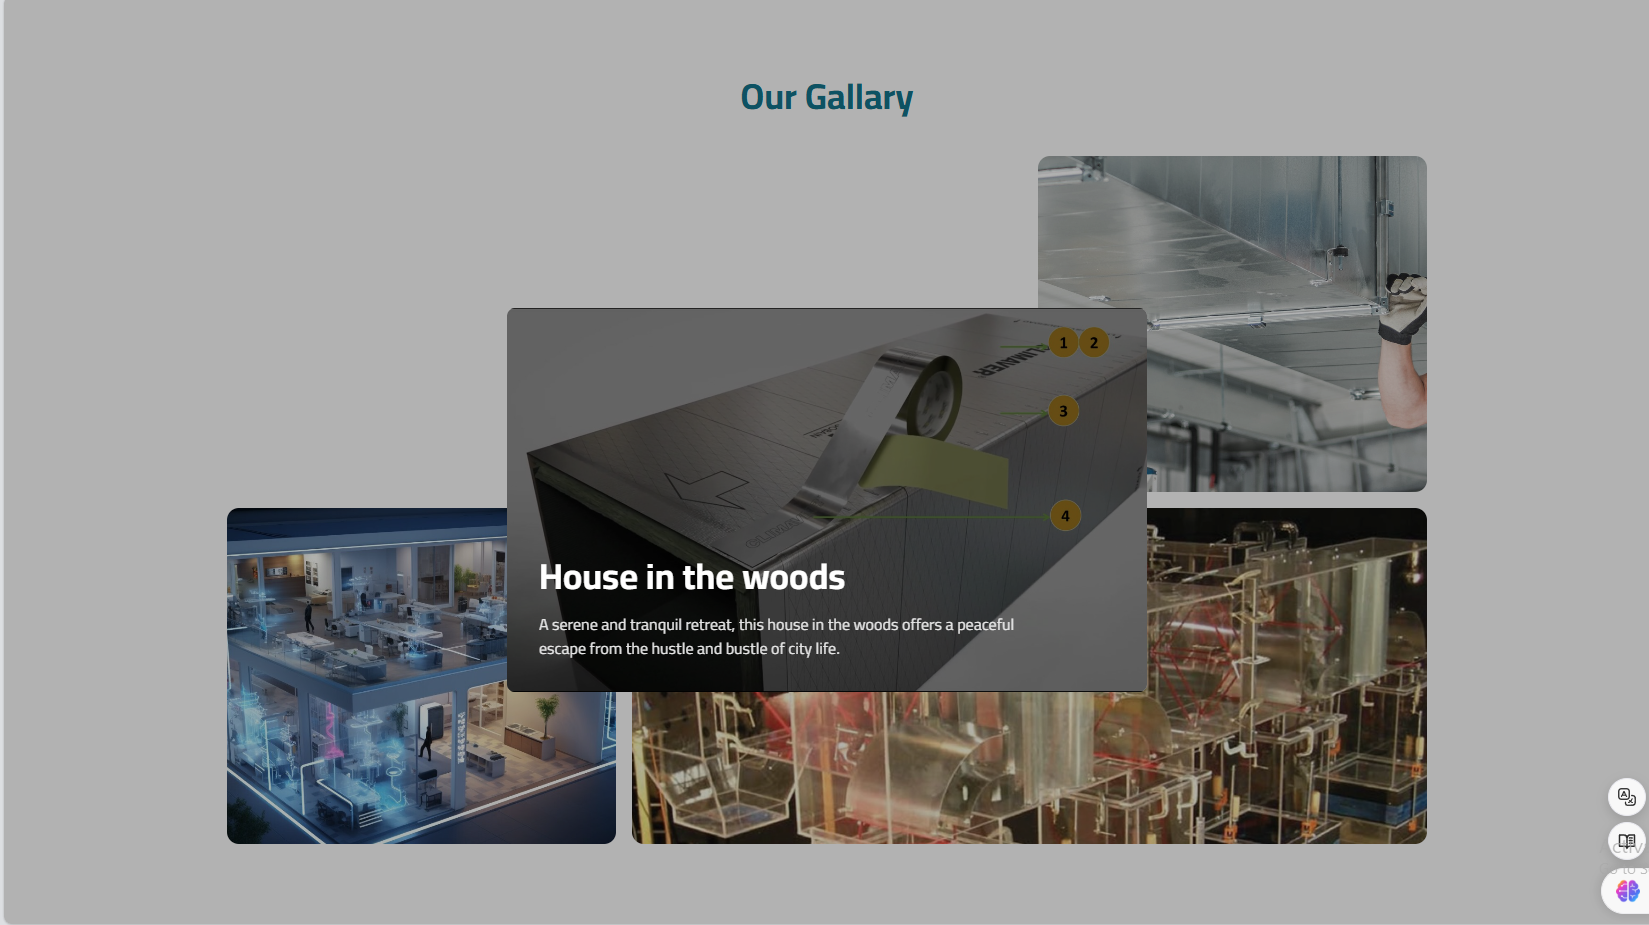 Our Gallary
1 2
CLIMAVER
3
4
House in the woods
A serene and tranquil retreat, this house in the woods offers a peaceful
escape from the hustle and bustle of city life.